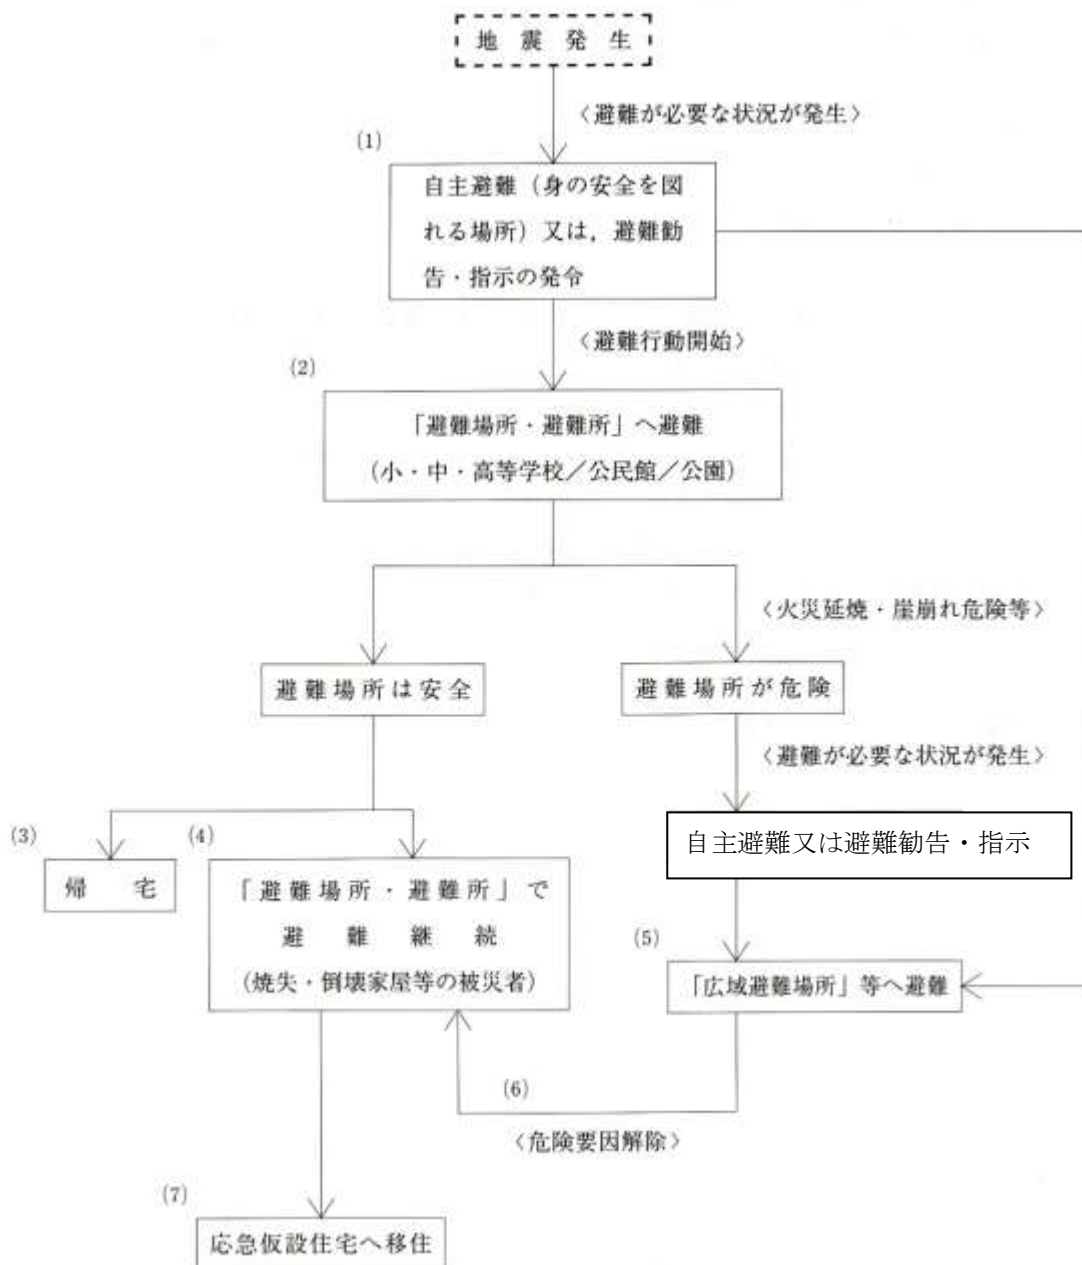 地震発生
〈避難が必要な状況が発生〉
(1)
自主避難（身の安全を図
れる場所）又は，避難勧
告・指示の発令
〈避難行動開始〉
(2)
「避難場所・避難所」へ避難
（小・中・高等学校／公民館／公園）
〈火災延焼・崖崩れ危険等〉
避難場所は安全
避難場所が危険
〈避難が必要な状況が発生〉
(3)
帰宅
(4)
「避難場所・避難所」で
避難継続
（焼失・倒壊家屋等の被災者）
自主避難又は避難勧告・指示
(5)
「広域避難場所」等へ避難
(6)
〈危険要因解除〉
(7)
応急仮設住宅へ移住